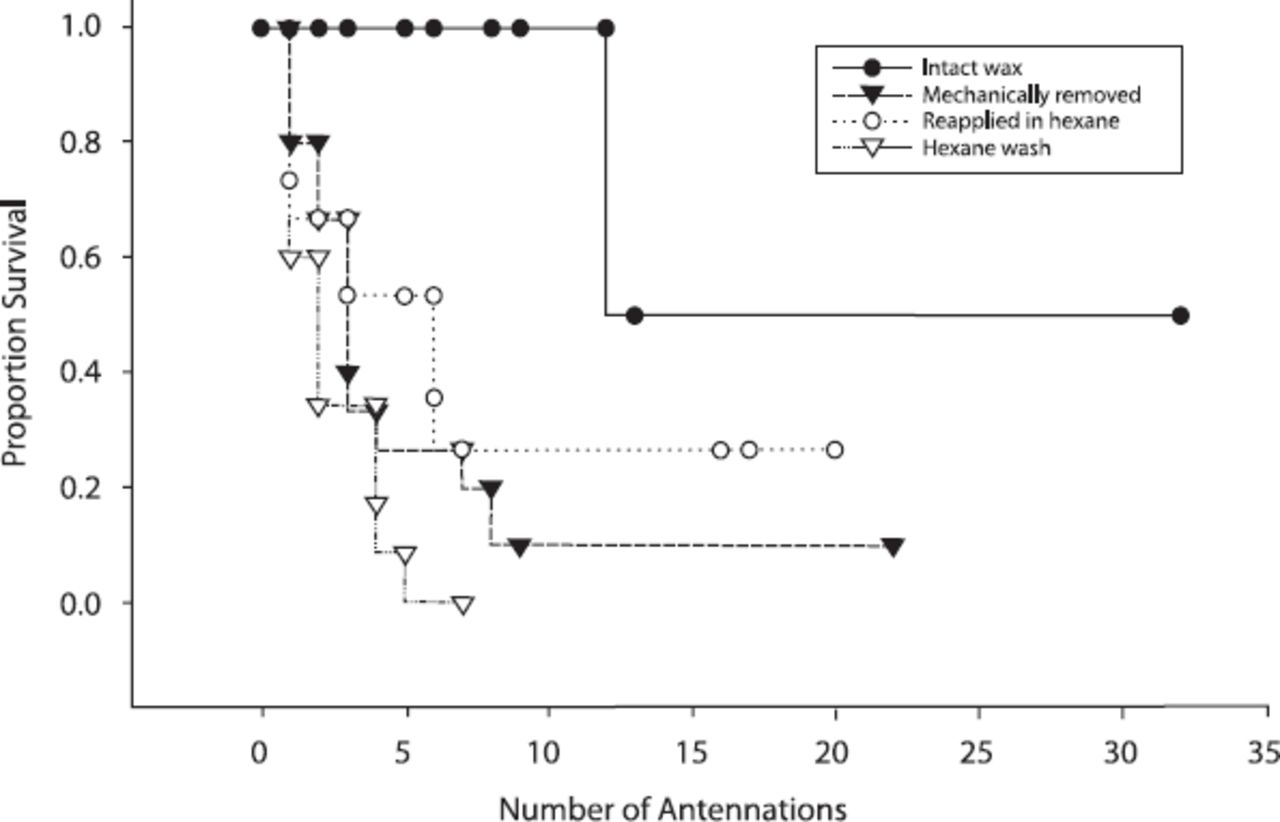 1.0
0.8
0.6
0.4
0.2
0.0
Proportion Survival
Intact wax
Mechanically removed
Reapplied in hexane
Hexane wash
0 5 10 15 20 25 30 35
Number of Antennations